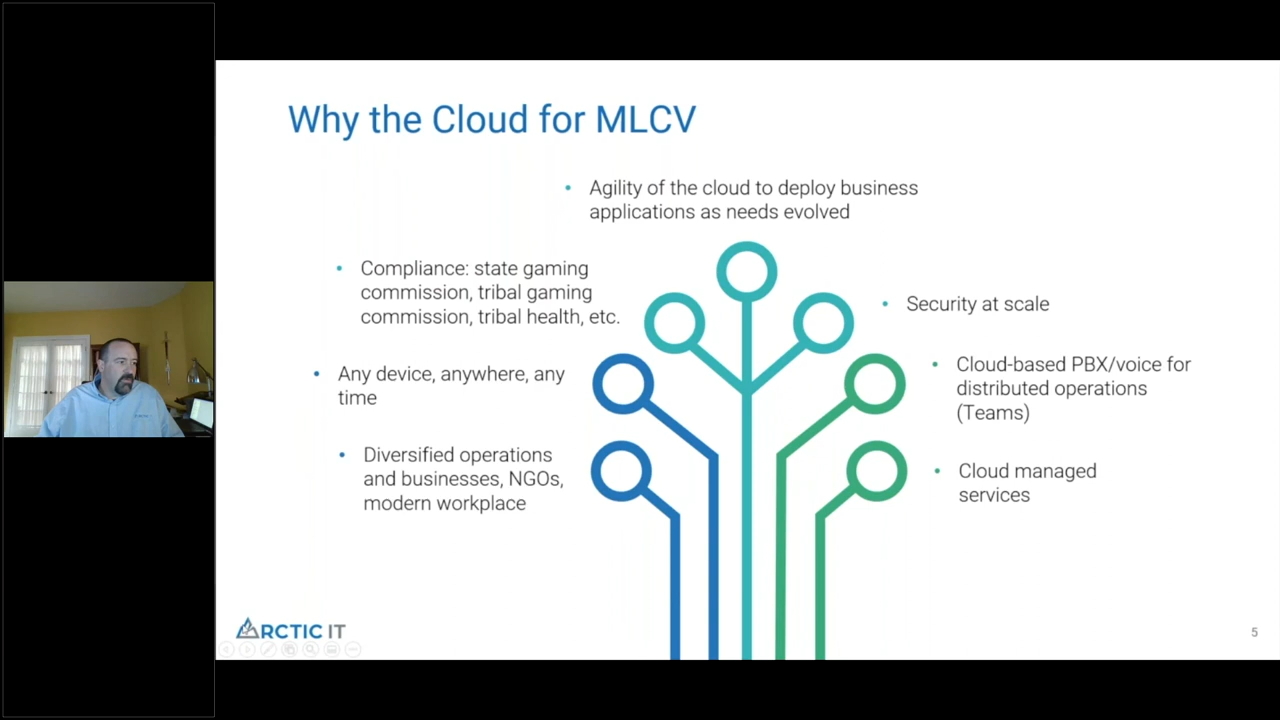 Why the Cloud for MLCV
• Agility of the cloud to deploy business
applications as needs evolved
• Compliance: state gaming
commission, tribal gaming
commission, tribal health, etc.
• Any device, anywhere, any
time
• Diversified operations
and businesses, NGOs,
modern workplace
• Security at scale
• Cloud-based PBX/voice for
distributed operations
(Teams)
• Cloud managed
services
ARCTIC IT
5